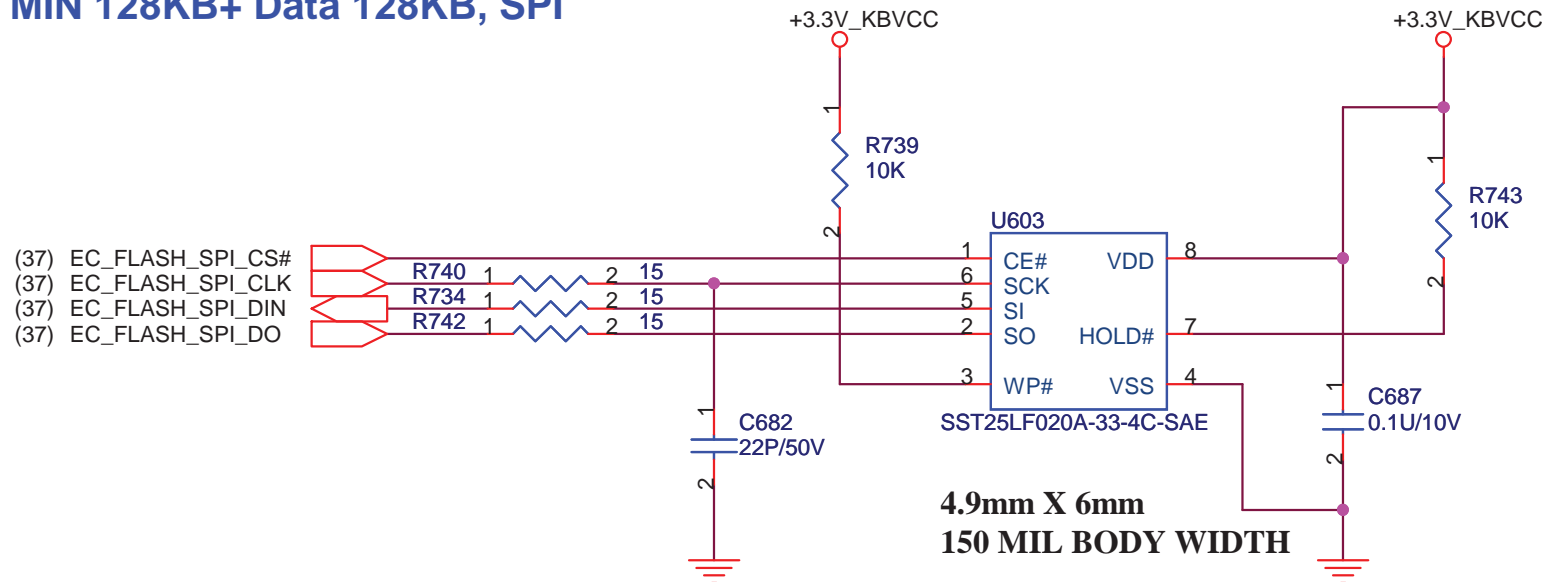 MIN 128KB+ Data 128KB, SPI
+3.3V_KBVCC
+3.3V_KBVCC
1
R739
10K
2
1
R743
10K
2
U603
(37) EC_FLASH_SPI_CS#
1 CE# VDD 8
(37) EC_FLASH_SPI_CLK
R740 1 2 15
6 SCK
(37) EC_FLASH_SPI_DIN
R734 1 2 15
5 SI
(37) EC_FLASH_SPI_DO
R742 1 2 15
2 SO HOLD# 7
3 WP# VSS 4
SST25LF020A-33-4C-SAE
1
C682
22P/50V
2
1
C687
0.1U/10V
2
4.9mm X 6mm
150 MIL BODY WIDTH